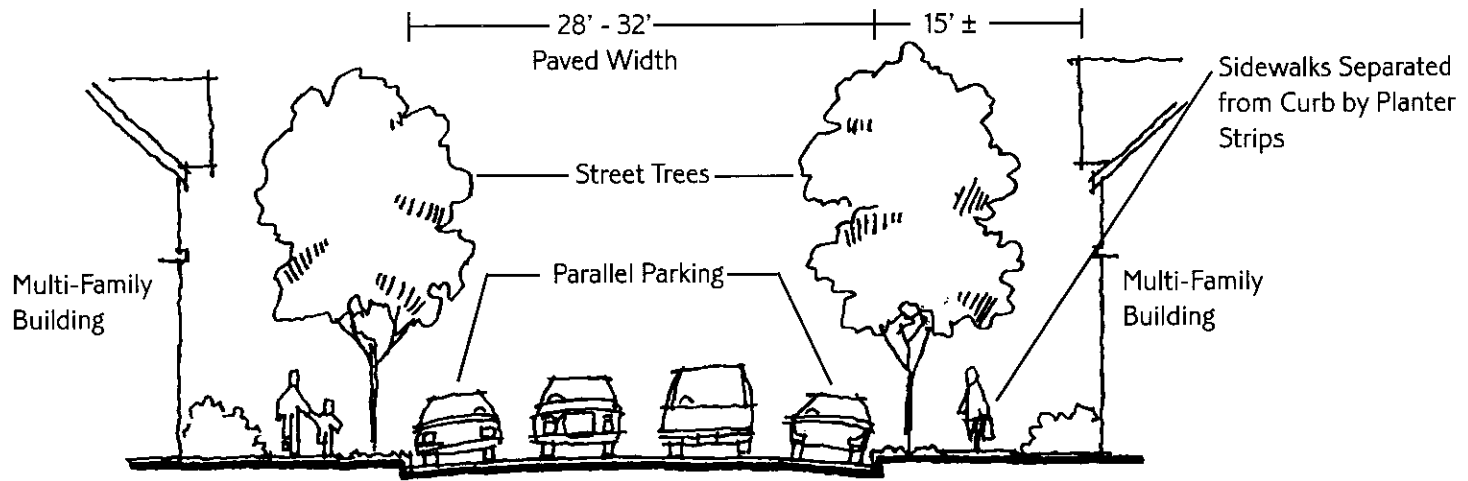 28' - 32'
Paved Width
15' ±
Sidewalks Separated
from Curb by Planter
Strips
Street Trees
Parallel Parking
Multi-Family
Building
Multi-Family
Building